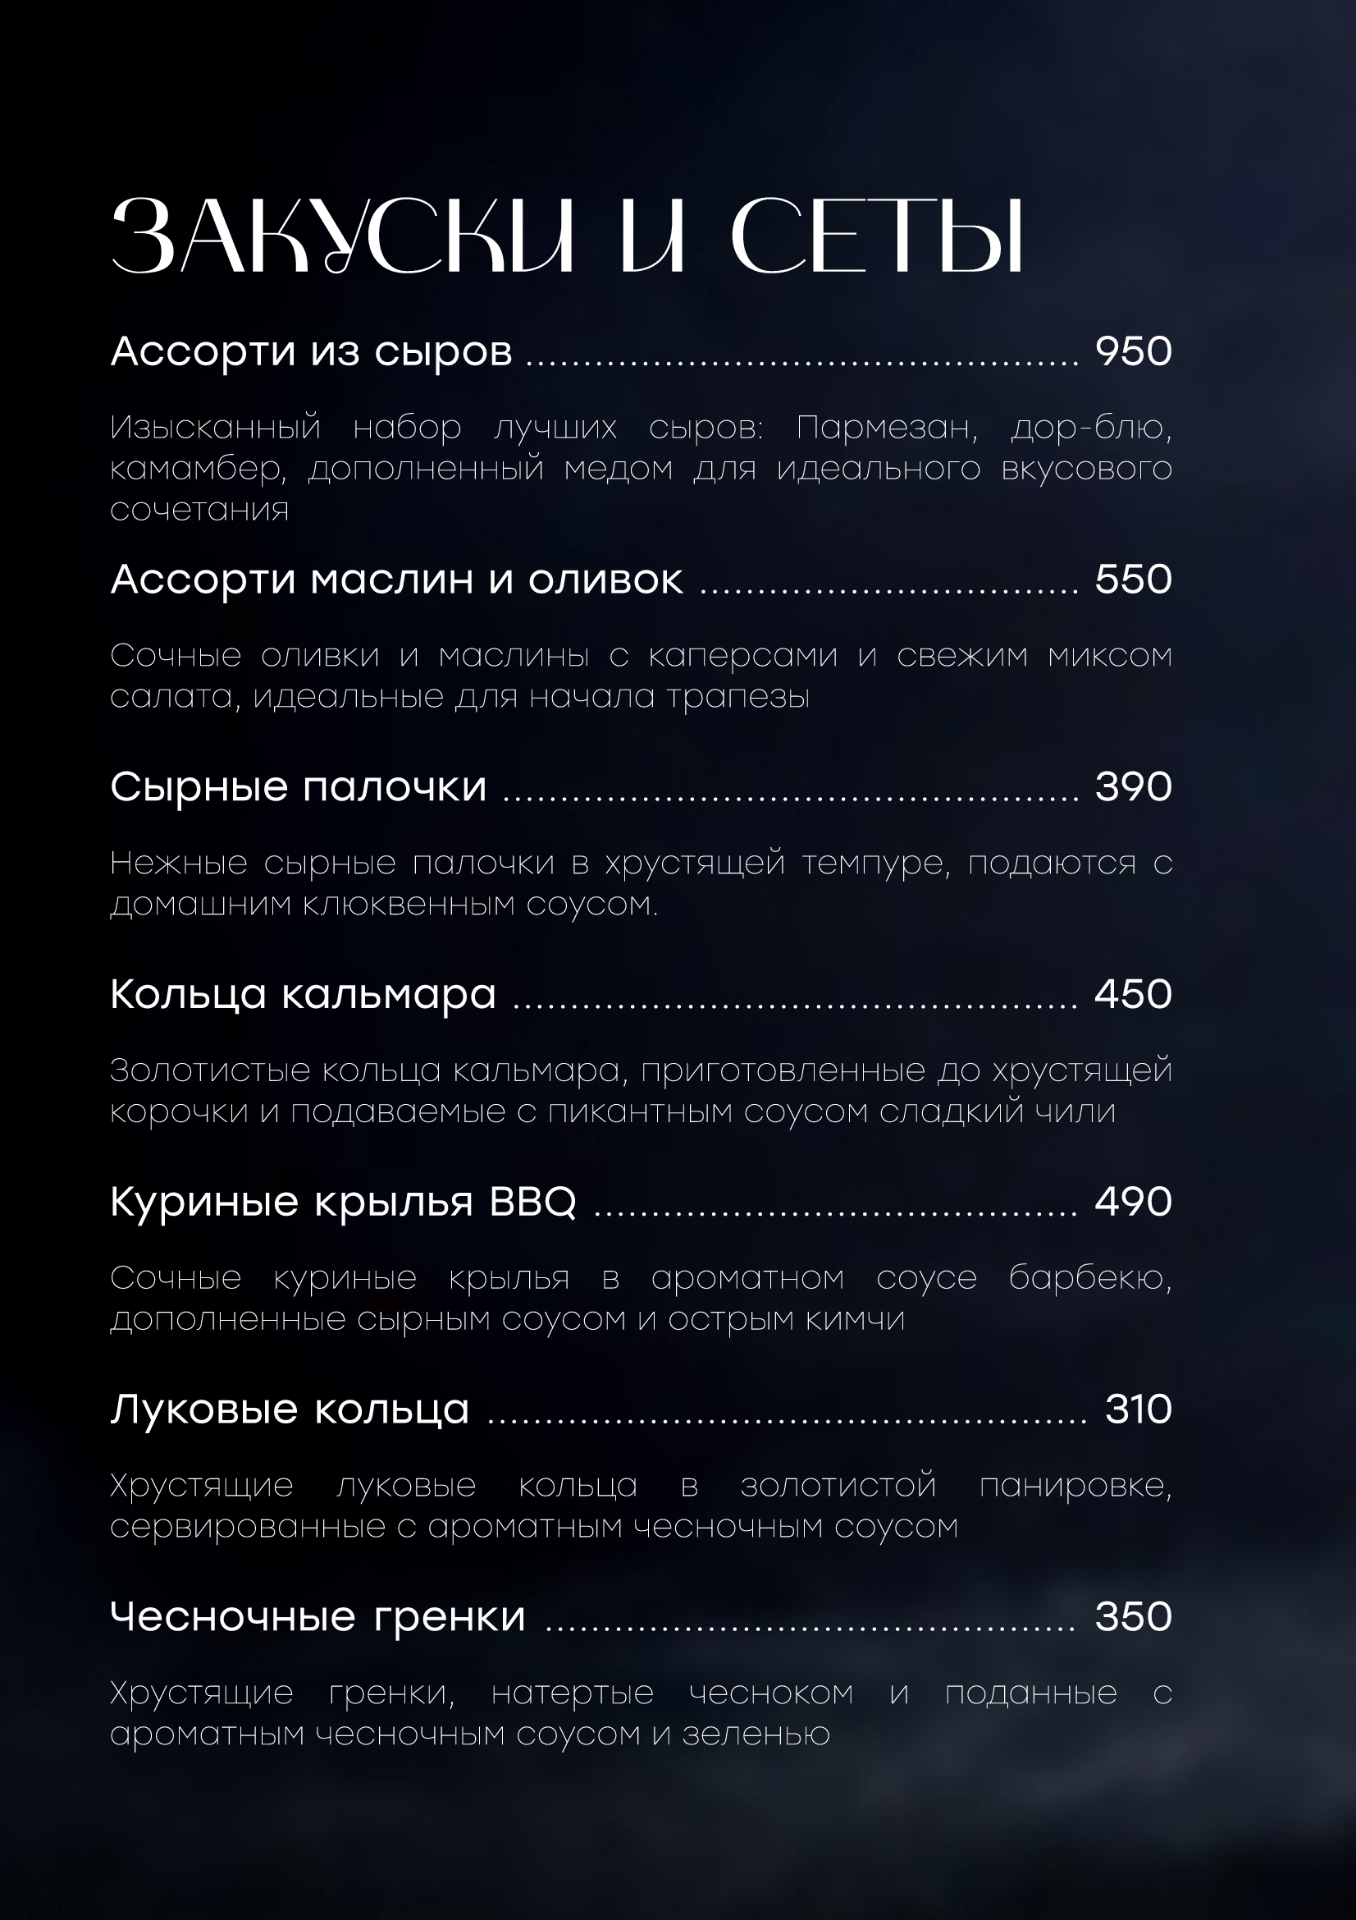 ЗАКУСКИ И СЕТЫ
Ассорти из сыров ................................................ 950
Изысканный набор лучших сыров: Пармезан, дор-блю,
камамбер, дополненный медом для идеального вкусового
сочетания
Ассорти маслин и оливок ................................. 550
Сочные оливки и маслины с каперсами и свежим миксом
салата, идеальные для начала трапезы
Сырные палочки .................................................. 390
Нежные сырные палочки в хрустящей темпуре, подаются с
домашним клюквенным соусом.
Кольца кальмара ................................................. 450
Золотистые кольца кальмара, приготовленные до хрустящей
корочки и подаваемые с пикантным соусом сладкий чили
Куриные крылья BBQ .......................................... 490
Сочные куриные крылья в ароматном соусе барбекю,
дополненные сырным соусом и острым кимчи
Луковые кольца .................................................... 310
Хрустящие луковые кольца в золотистой панировке,
сервированные с ароматным чесночным соусом
Чесночные гренки .............................................. 350
Хрустящие гренки, натертые чесноком и поданные с
ароматным чесночным соусом и зеленью